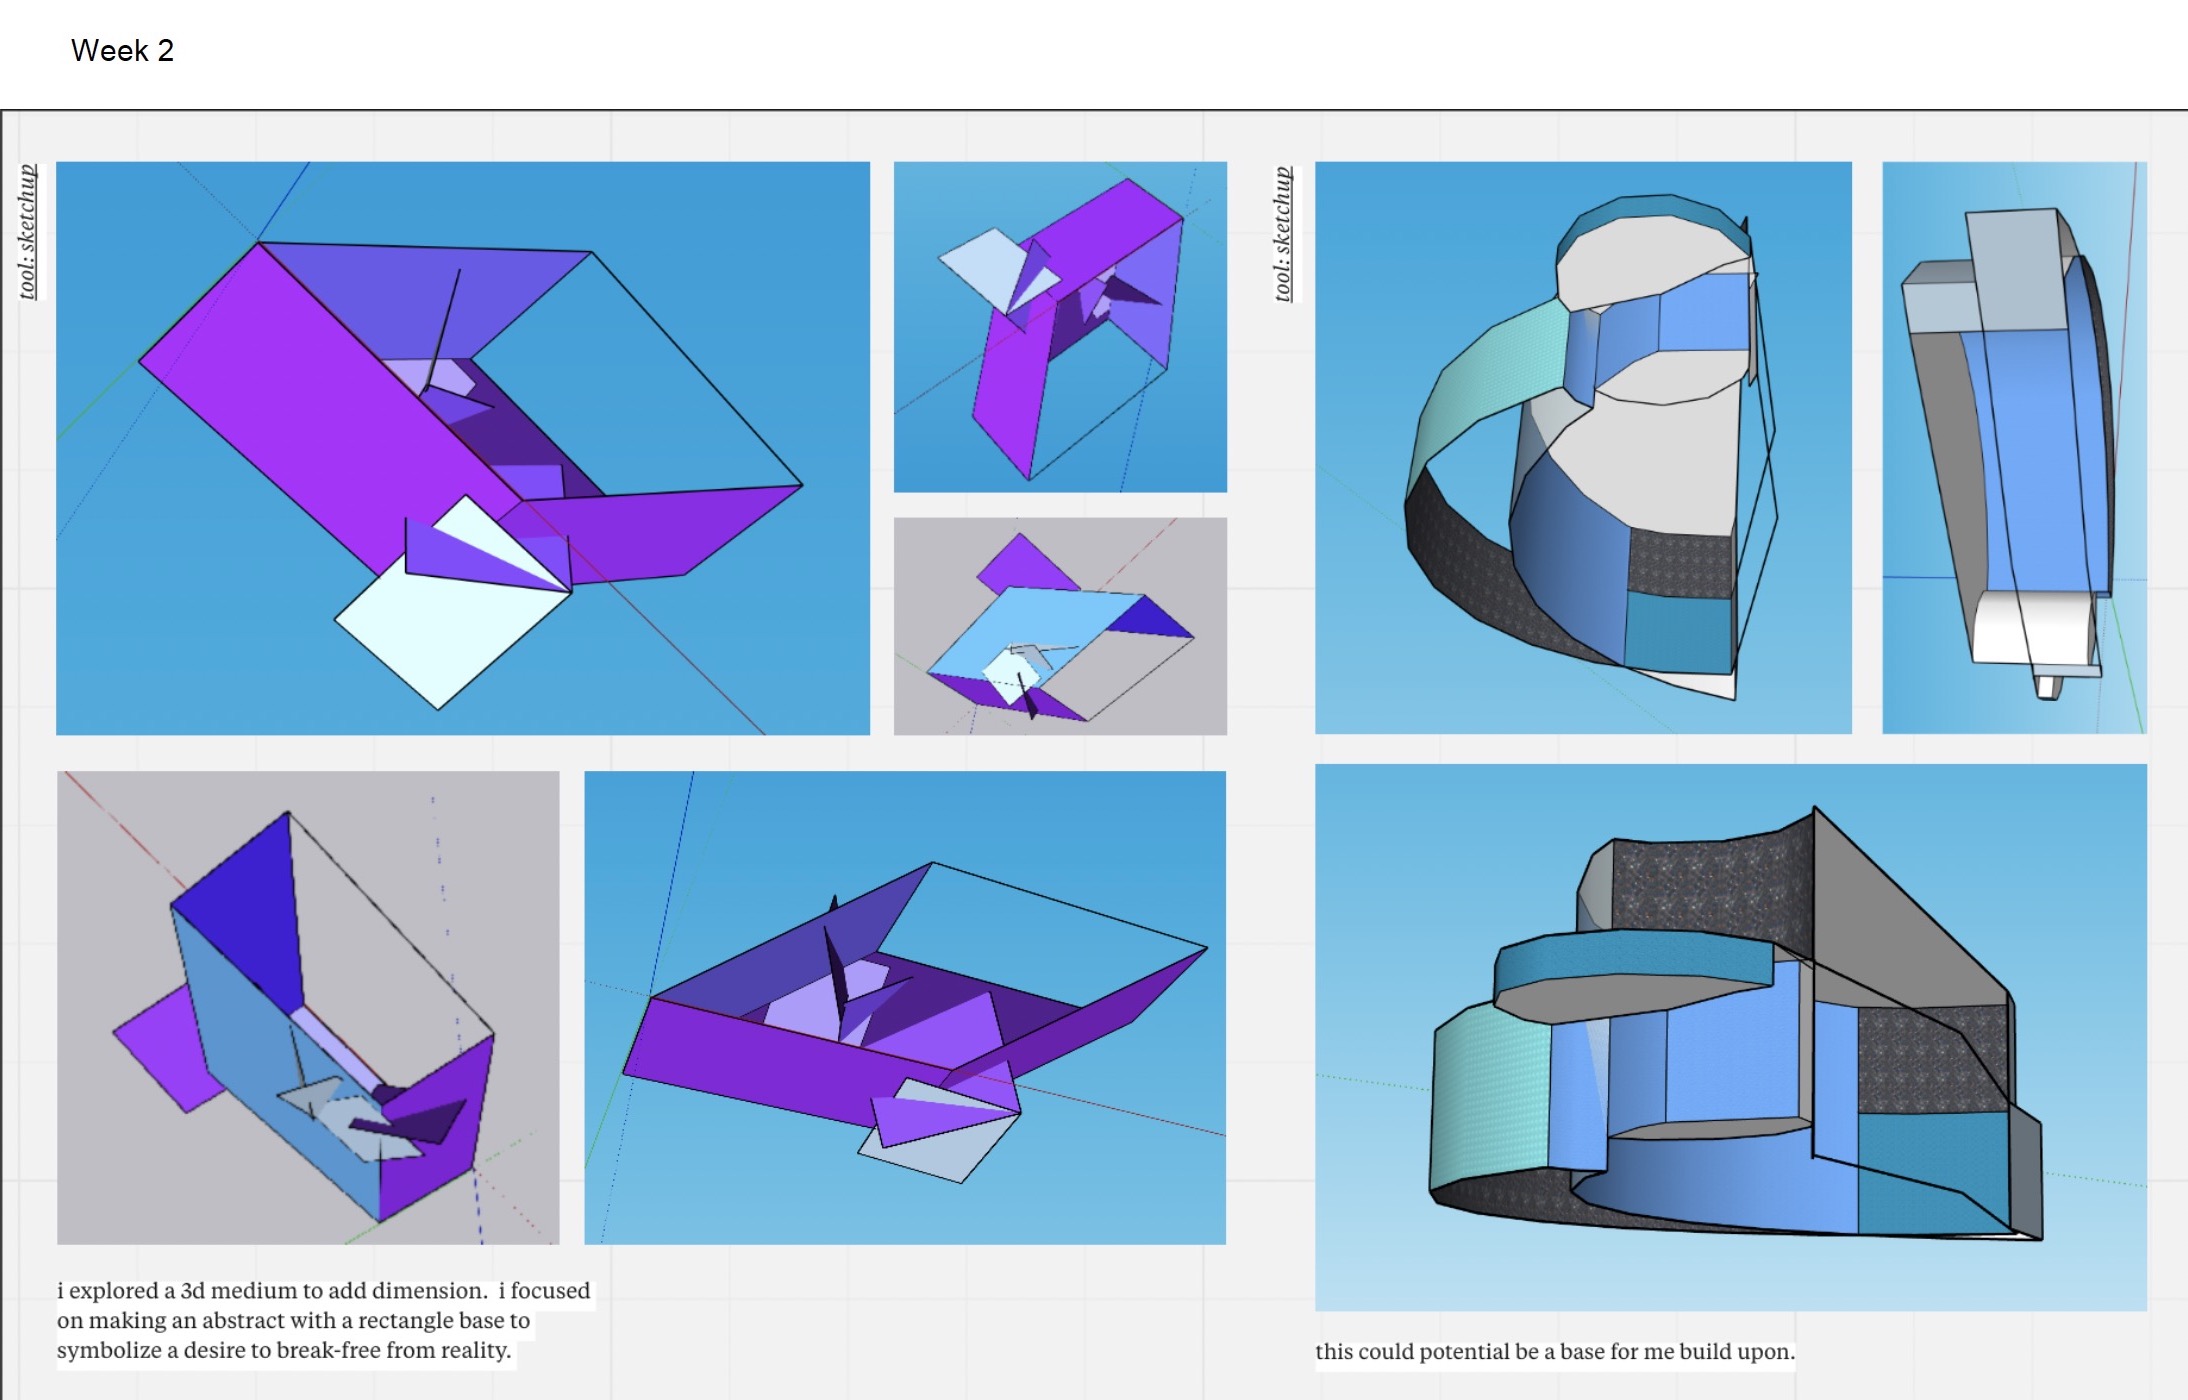 Week 2
tool: sketchup
tool: sketchup
i explored a 3d medium to add dimension.  i focused
on making an abstract with a rectangle base to
symbolize a desire to break-free from reality.
this could potential be a base for me build upon.